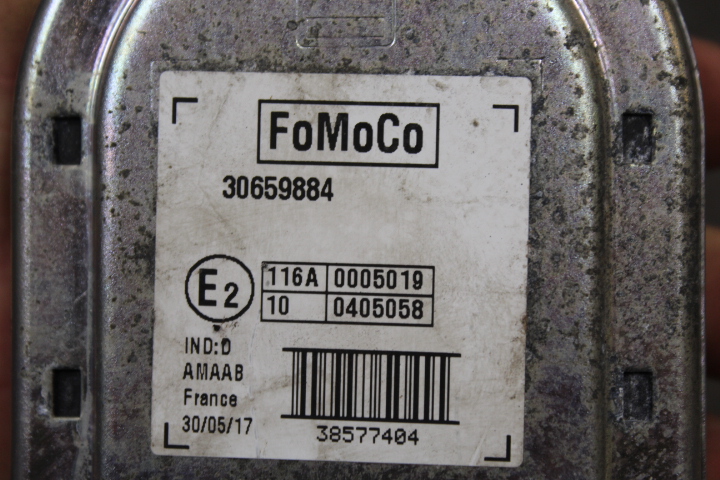 FoMoCo
30659884
E2
116A 0005019
10 0405058
IND:D
AMAAB
France
30/05/17
38577404